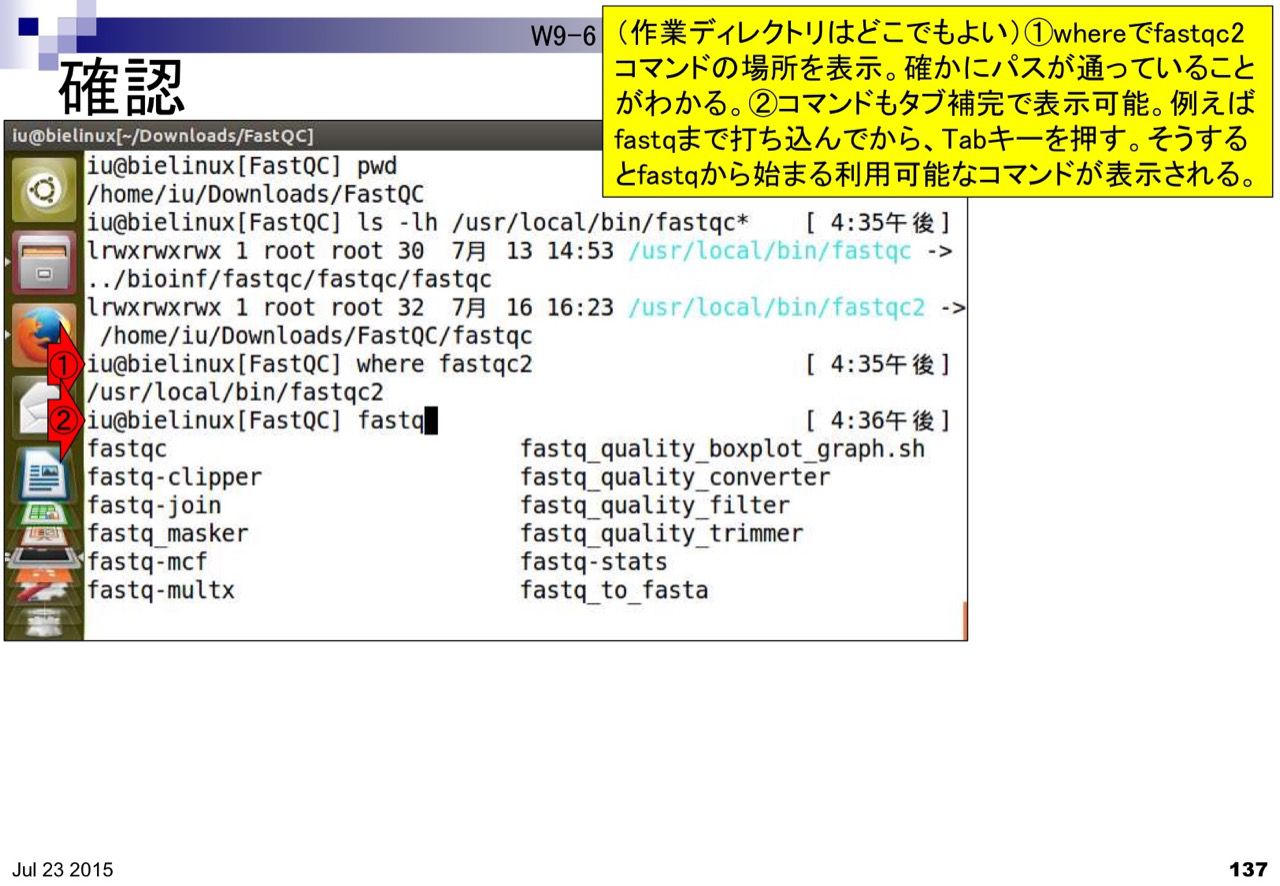 W9-6
確認
(作業ディレクトリはどこでもよい)①whereでfastqc2
コマンドの場所を表示。確かにパスが通っていること
がわかる。②コマンドもタブ補完で表示可能。例えば
fastqまで打ち込んでから、Tabキーを押す。そうする
とfastqから始まる利用可能なコマンドが表示される。
iu@bielinux[~/Downloads/FastQC]
iu@bielinux[FastQC] pwd
/home/iu/Downloads/FastQC
iu@bielinux[FastQC] ls -lh /usr/local/bin/fastqc* [ 4:35午後]
lrwxrwxrwx 1 root root 30 7月 13 14:53 /usr/local/bin/fastqc ->
../bioinf/fastqc/fastqc/fastqc
lrwxrwxrwx 1 root root 32 7月 16 16:23 /usr/local/bin/fastqc2 ->
/home/iu/Downloads/FastQC/fastqc
① iu@bielinux[FastQC] where fastqc2 [ 4:35午後]
/usr/local/bin/fastqc2
② iu@bielinux[FastQC] fastq [ 4:36午後]
fastqc fastq_quality_boxplot_graph.sh
fastq-clipper fastq_quality_converter
fastq-join fastq_quality_filter
fastq_masker fastq_quality_trimmer
fastq-mcf fastq-stats
fastq-multx fastq_to_fasta
Jul 23 2015
137